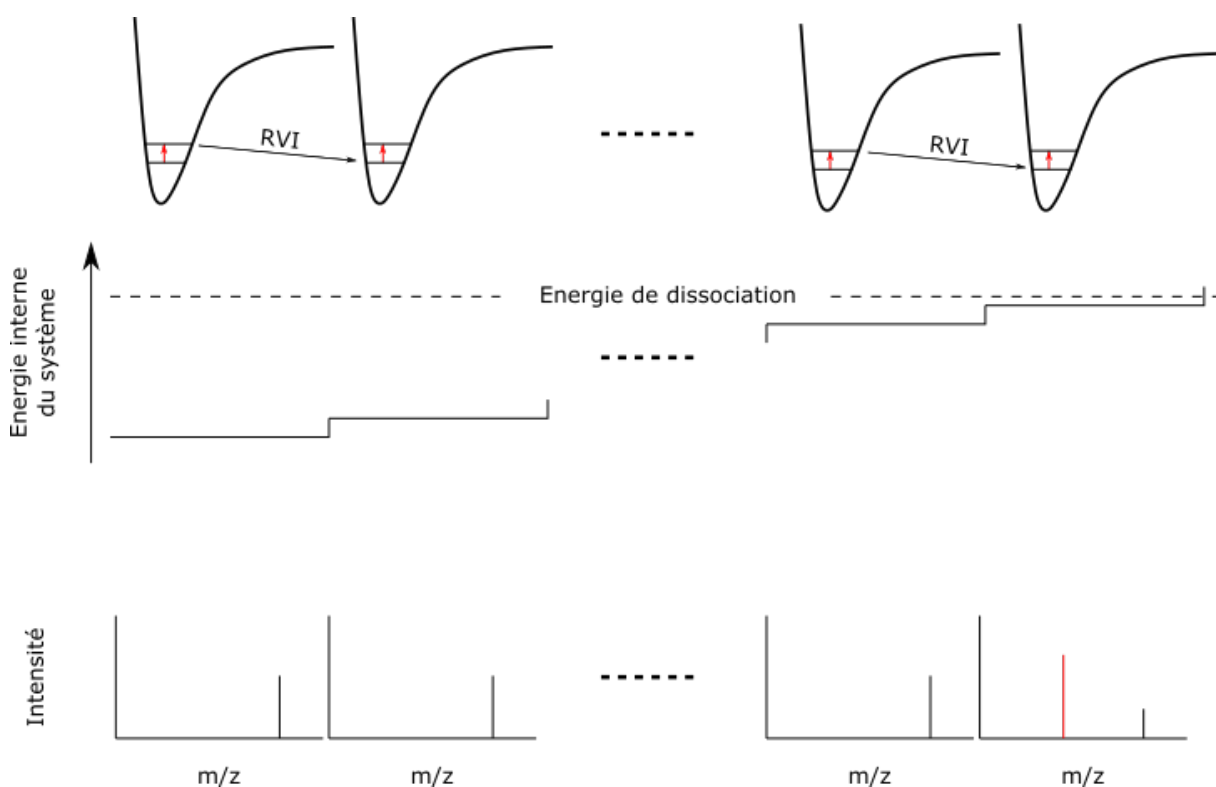 RVI
RVI
Energie interne
du système
Energie de dissociation
Intensité
m/z
m/z
m/z
m/z